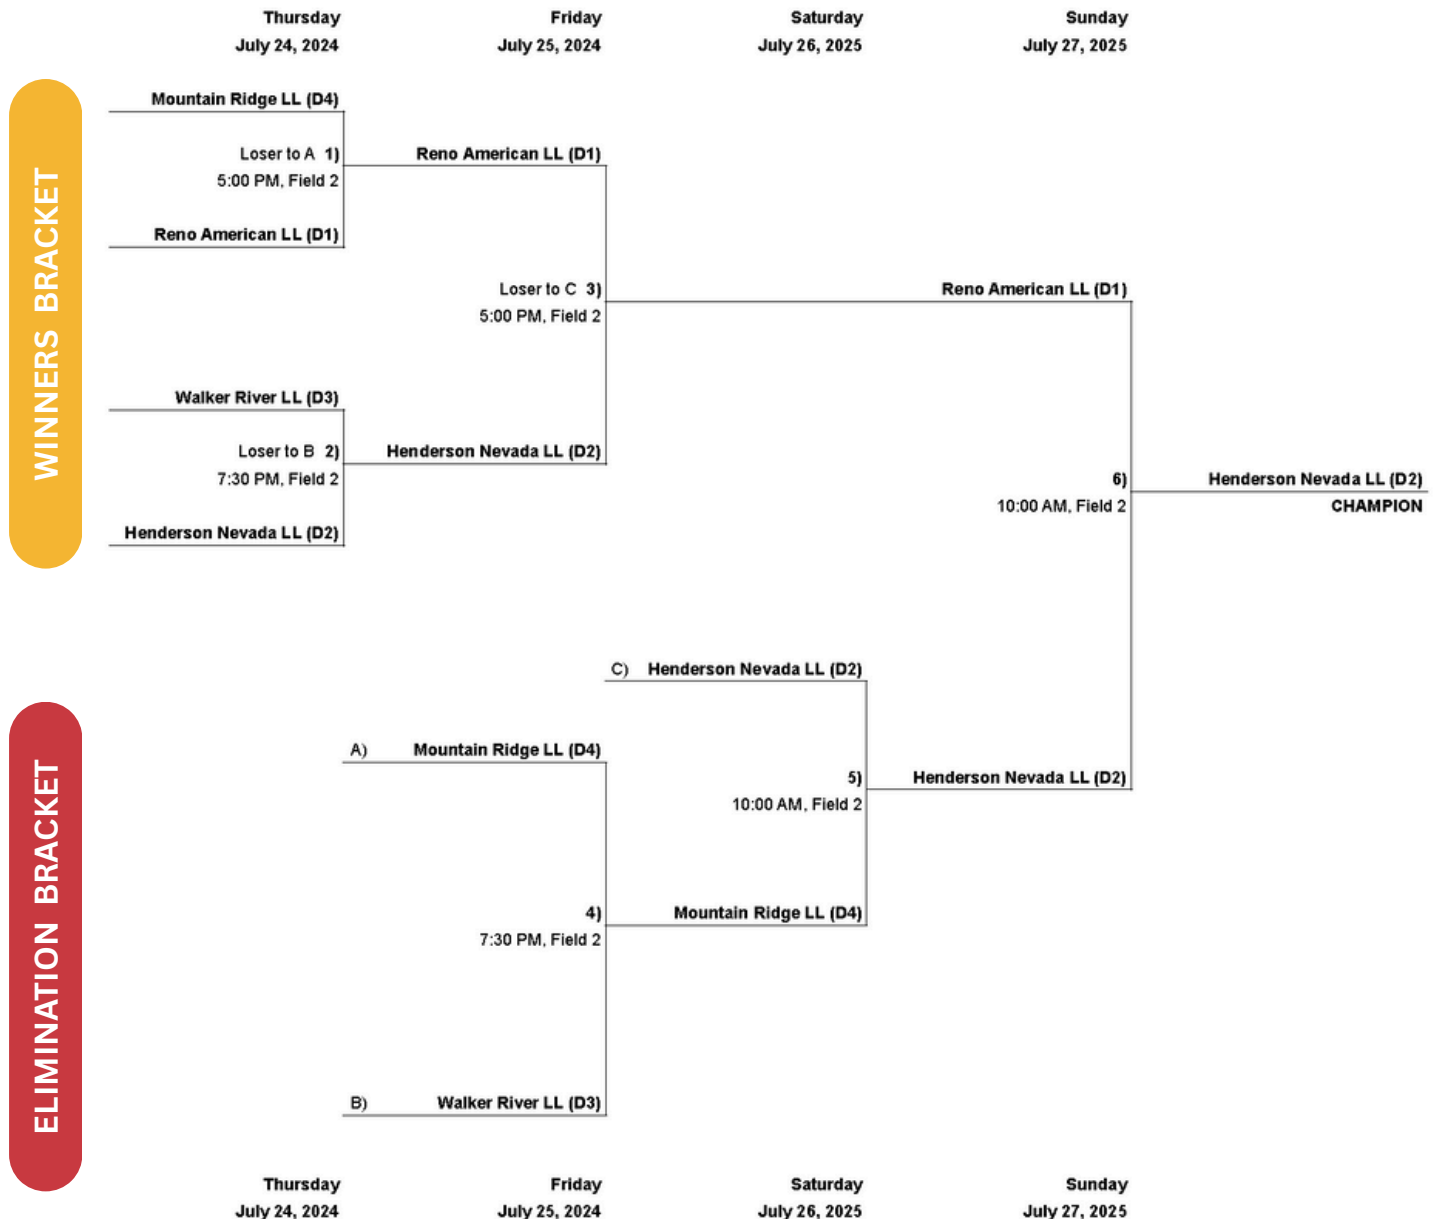 Thursday Friday Saturday Sunday
July 24, 2024 July 25, 2024 July 26, 2025 July 27, 2025
WINNERS BRACKET
Mountain Ridge LL (D4)
Loser to A 1) Reno American LL (D1)
5:00 PM, Field 2
Reno American LL (D1)
Loser to C 3) Reno American LL (D1)
5:00 PM, Field 2
Walker River LL (D3)
Loser to B 2) Henderson Nevada LL (D2)
7:30 PM, Field 2
6) Henderson Nevada LL (D2)
10:00 AM, Field 2 CHAMPION
Henderson Nevada LL (D2)
ELIMINATION BRACKET
C) Henderson Nevada LL (D2)
A) Mountain Ridge LL (D4)
5) Henderson Nevada LL (D2)
10:00 AM, Field 2
4) Mountain Ridge LL (D4)
7:30 PM, Field 2
B) Walker River LL (D3)
Thursday Friday Saturday Sunday
July 24, 2024 July 25, 2024 July 26, 2025 July 27, 2025